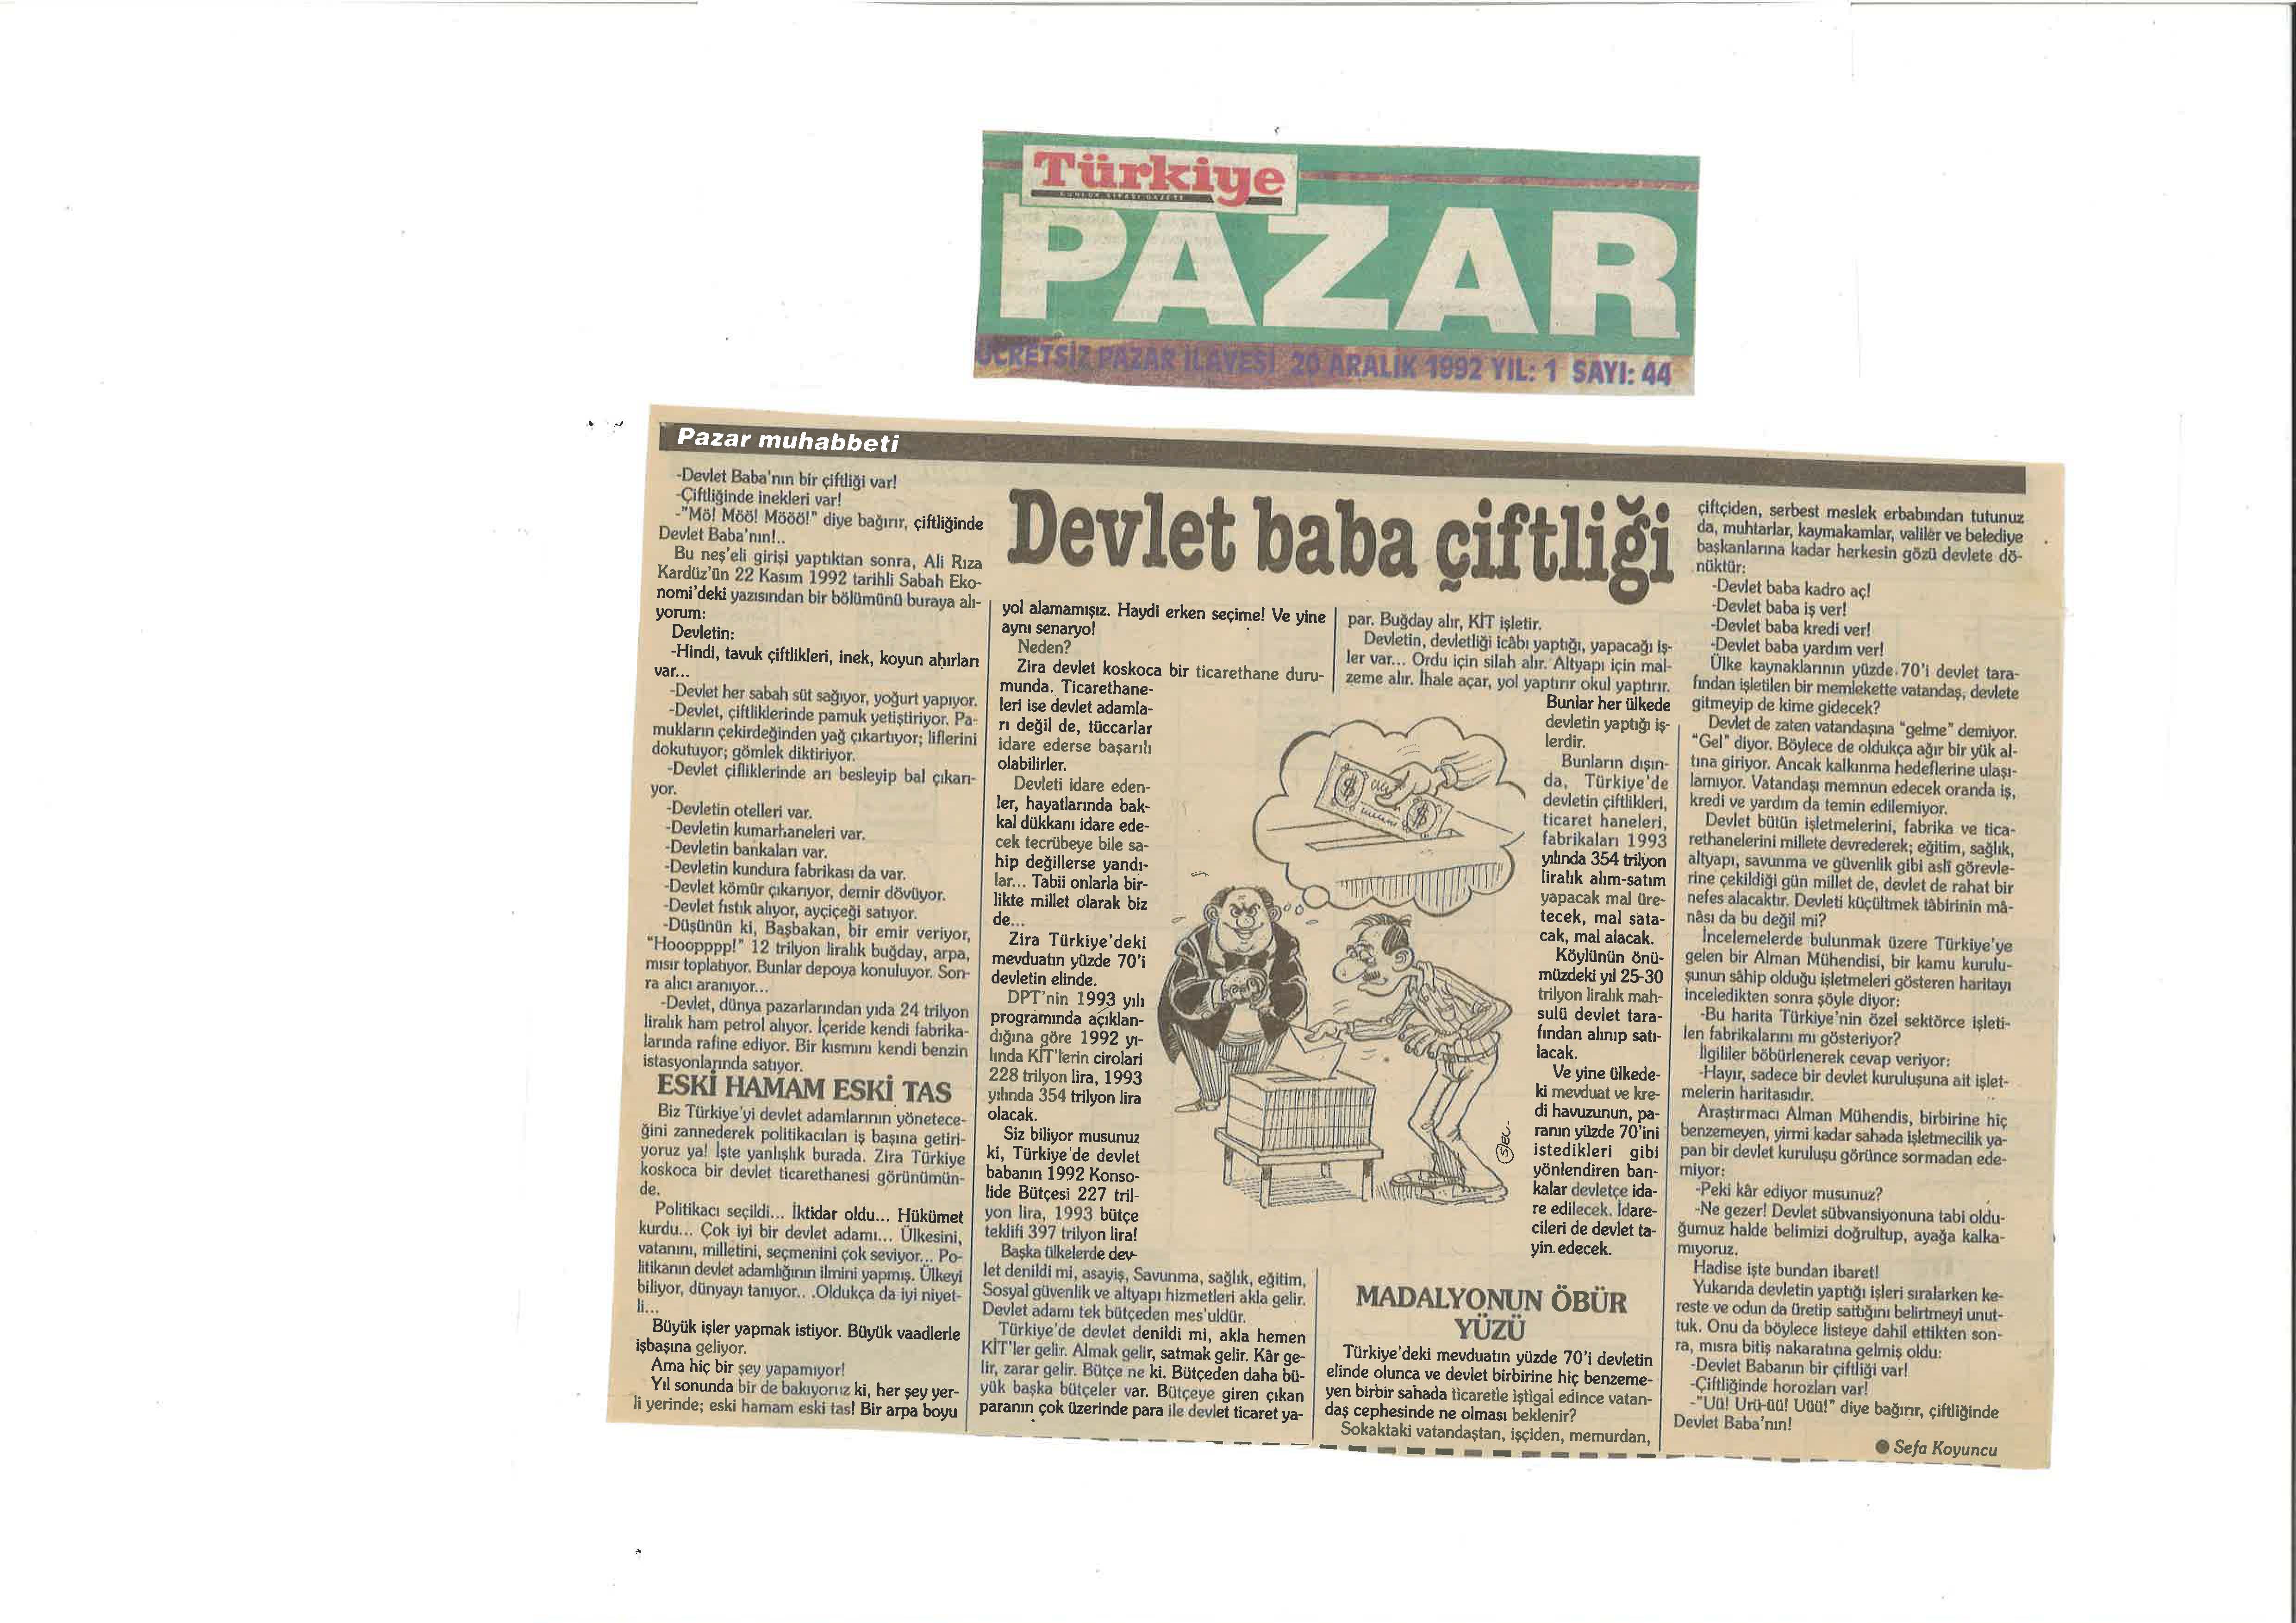 Türkiye
GÜNLÜK SİYASİ GAZETE
PAZAR
ÜCRETSİZ PAZAR İLAVESİ 20 ARALIK 1992 YIL: 1 SAYI: 44
Pazar muhabbeti
Devlet baba çiftliği
-Devlet Baba'nın bir çiftliği var!
-Çiftliğinde inekleri var!
-"Mö! Möö! Mööö!" diye bağırır, çiftliğinde
Devlet Baba'nın!..
Bu neş'eli girişi yaptıktan sonra, Ali Rıza
Kardüz'ün 22 Kasım 1992 tarihli Sabah Eko-
nomi'deki yazısından bir bölümünü buraya alı-
yorum:
Devletin:
-Hindi, tavuk çiftlikleri, inek, koyun ahırları
var...
-Devlet her sabah süt sağıyor, yoğurt yapıyor.
-Devlet, çiftliklerinde pamuk yetiştiriyor. Pa-
mukların çekirdeğinden yağ çıkartıyor; liflerini
dokutuyor; gömlek diktiriyor.
-Devlet çifliklerinde arı besleyip bal çıkarı-
yor.
-Devletin otelleri var.
-Devletin kumarhaneleri var.
-Devletin bankaları var.
-Devletin kundura fabrikası da var.
-Devlet kömür çıkarıyor, demir dövüyor.
-Devlet fıstık alıyor, ayçiçeği satıyor.
-Düşünün ki, Başbakan, bir emir veriyor,
"Hooopppp!" 12 trilyon liralık buğday, arpa,
mısır toplatıyor. Bunlar depoya konuluyor. Son-
ra alıcı aranıyor...
-Devlet, dünya pazarlarından yıda 24 trilyon
liralık ham petrol alıyor. İçeride kendi fabrika-
larında rafine ediyor. Bir kısmını kendi benzin
istasyonlarında satıyor.
ESKİ HAMAM ESKİ TAS
Biz Türkiye'yi devlet adamlarının yönetece-
ğini zannederek politikacıları iş başına getiri-
yoruz ya! İşte yanlışlık burada. Zira Türkiye
koskoca bir devlet ticarethanesi görünümün-
de.
Politikacı seçildi... İktidar oldu... Hükümet
kurdu... Çok iyi bir devlet adamı... Ülkesini,
vatanını, milletini, seçmenini çok seviyor... Po-
litikanın devlet adamlığının ilmini yapmış. Ülkeyi
biliyor, dünyayı tanıyor.. .Oldukça da iyi niyet-
li...
Büyük işler yapmak istiyor. Büyük vaadlerle
işbaşına geliyor.
Ama hiç bir şey yapamıyor!
Yıl sonunda bir de bakıyoruz ki, her şey yer-
li yerinde; eski hamam eski tas! Bir arpa boyu
yol alamamışız. Haydi erken seçime! Ve yine
aynı senaryo!
Neden?
Zira devlet koskoca bir ticarethane duru-
munda. Ticarethane-
leri ise devlet adamla-
rı değil de, tüccarlar
idare ederse başarılı
olabilirler.
Devleti idare eden-
ler, hayatlarında bak-
kal dükkanı idare ede-
cek tecrübeye bile sa-
hip değillerse yandı-
lar... Tabii onlarla bir-
likte millet olarak biz
de...
Zira Türkiye'deki
mevduatın yüzde 70'i
devletin elinde.
DPT'nin 1993 yılı
programında açıklan-
dığına göre 1992 yı-
lında KİT'lerin ciroları
228 trilyon lira, 1993
yılında 354 trilyon lira
olacak.
Siz biliyor musunuz
ki, Türkiye'de devlet
babanın 1992 Konso-
lide Bütçesi 227 tril-
yon lira, 1993 bütçe
teklifi 397 trilyon lira!
Başka ülkelerde dev-
let denildi mi, asayiş, Savunma, sağlık, eğitim,
Sosyal güvenlik ve altyapı hizmetleri akla gelir.
Devlet adamı tek bütçeden mes'uldür.
Türkiye'de devlet denildi mi, akla hemen
KİT'ler gelir. Almak gelir, satmak gelir. Kâr ge-
lir, zarar gelir. Bütçe ne ki. Bütçeden daha bü-
yük başka bütçeler var. Bütçeye giren çıkan
paranın çok üzerinde para ile devlet ticaret ya-
par. Buğday alır, KİT işletir.
Devletin, devletliği icâbı yaptığı, yapacağı iş-
ler var... Ordu için silah alır. Altyapı için mal-
zeme alır. İhale açar, yol yaptırır okul yaptırır.
Bunlar her ülkede
devletin yaptığı iş-
lerdir.
Bunların dışın-
da, Türkiye'de
devletin çiftlikleri,
ticaret haneleri,
fabrikaları 1993
yılında 354 trilyon
liralık alım-satım
yapacak mal üre-
tecek, mal sata-
cak, mal alacak.
Köylünün önü-
müzdeki yıl 25-30
trilyon liralık mah-
sulü devlet tara-
fından alınıp satı-
lacak.
Ve yine ülkede-
ki mevduat ve kre-
di havuzunun, pa-
ranın yüzde 70'ini
istedikleri gibi
yönlendiren ban-
kalar devletçe ida-
re edilecek. İdare-
cileri de devlet ta-
yin edecek.
MADALYONUN ÖBÜR
YÜZÜ
Türkiye'deki mevduatın yüzde 70'i devletin
elinde olunca ve devlet birbirine hiç benzeme-
yen birbir sahada ticaretle iştigal edince vatan-
daş cephesinde ne olması beklenir?
Sokaktaki vatandaştan, işçiden, memurdan,
çiftçiden, serbest meslek erbabından tutunuz
da, muhtarlar, kaymakamlar, valiler ve belediye
başkanlarına kadar herkesin gözü devlete dö-
nüktür:
-Devlet baba kadro aç!
-Devlet baba iş ver!
-Devlet baba kredi ver!
-Devlet baba yardım ver!
Ülke kaynaklarının yüzde 70'i devlet tara-
fından işletilen bir memlekette vatandaş, devlete
gitmeyip de kime gidecek?
Devlet de zaten vatandaşına "gelme" demiyor.
"Gel" diyor. Böylece de oldukça ağır bir yük al-
tına giriyor. Ancak kalkınma hedeflerine ulaşı-
lamıyor. Vatandaşı memnun edecek oranda iş,
kredi ve yardım da temin edilemiyor.
Devlet bütün işletmelerini, fabrika ve tica-
rethanelerini millete devrederek; eğitim, sağlık,
altyapı, savunma ve güvenlik gibi aslî görevle-
rine çekildiği gün millet de, devlet de rahat bir
nefes alacaktır. Devleti küçültmek tâbirinin mâ-
nâsı da bu değil mi?
İncelemelerde bulunmak üzere Türkiye'ye
gelen bir Alman Mühendisi, bir kamu kurulu-
şunun sâhip olduğu işletmeleri gösteren haritayı
inceledikten sonra şöyle diyor:
-Bu harita Türkiye'nin özel sektörce işleti-
len fabrikalarını mı gösteriyor?
İlgililer böbürlenerek cevap veriyor:
-Hayır, sadece bir devlet kuruluşuna ait işlet-
melerin haritasıdır.
Araştırmacı Alman Mühendis, birbirine hiç
benzemeyen, yirmi kadar sahada işletmecilik ya-
pan bir devlet kuruluşu görünce sormadan ede-
miyor:
-Peki kâr ediyor musunuz?
-Ne gezer! Devlet sübvansiyonuna tabi oldu-
ğumuz halde belimizi doğrultup, ayağa kalka-
mıyoruz.
Hadise işte bundan ibaret!
Yukarıda devletin yaptığı işleri sıralarken ke-
reste ve odun da üretip sattığını belirtmeyi unut-
tuk. Onu da böylece listeye dahil ettikten son-
ra, mısra bitiş nakaratına gelmiş oldu:
-Devlet Babanın bir çiftliği var!
-Çiftliğinde horozları var!
-"Üü! Ürü-üü! Üüü!" diye bağırır, çiftliğinde
Devlet Baba'nın!
Sefa Koyuncu